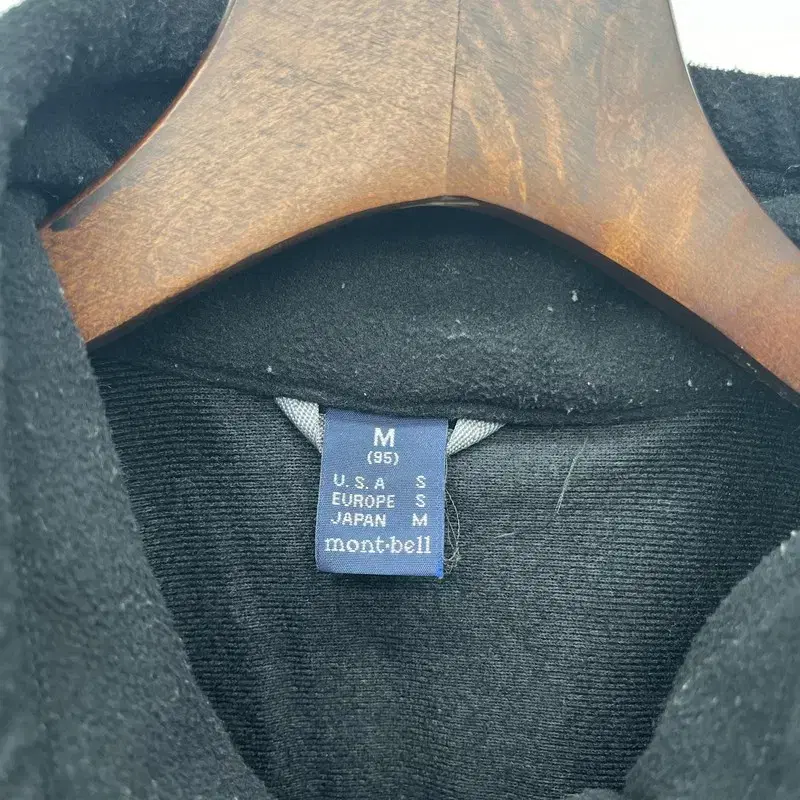 M
(95)
U.S.A S
EUROPE S
JAPAN M
mont·bell